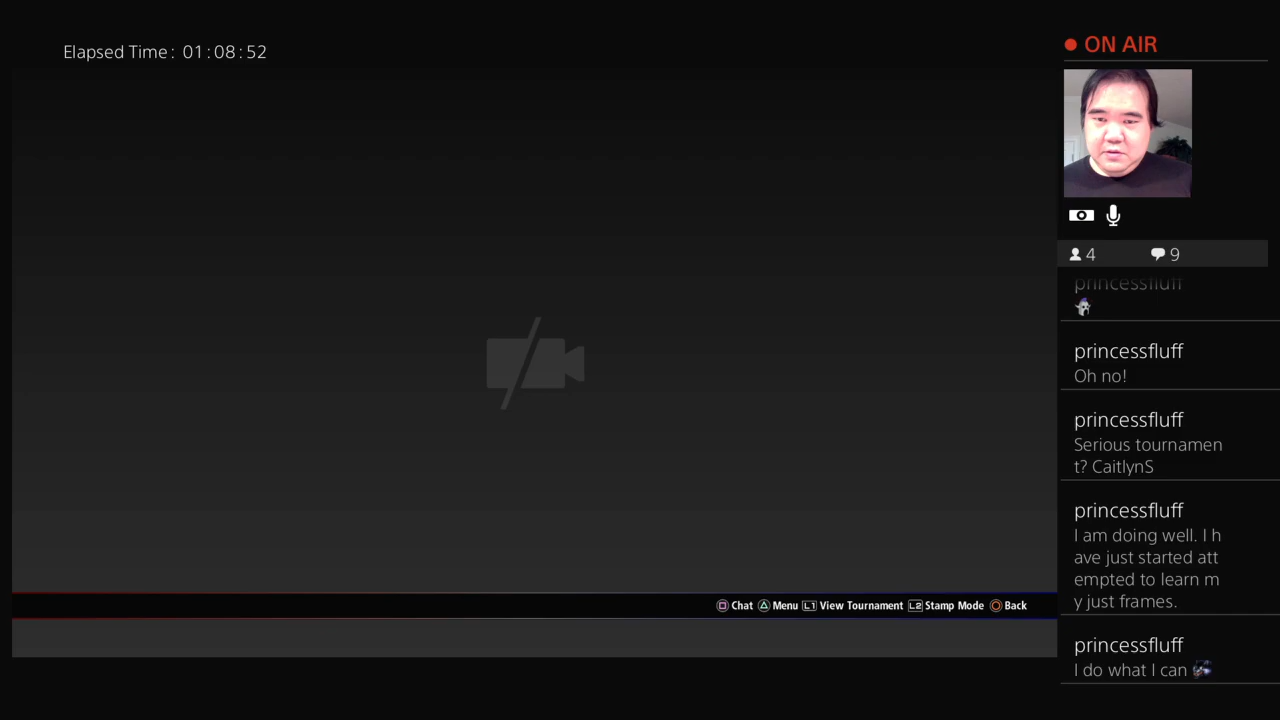 Elapsed Time: 01:08:52
ON AIR
4 9
princessfluff
princessfluff
Oh no!
princessfluff
Serious tournamen
t? CaitlynS
princessfluff
I am doing well. I h
ave just started att
empted to learn m
y just frames.
princessfluff
I do what I can
Chat Menu L1 View Tournament L2 Stamp Mode Back